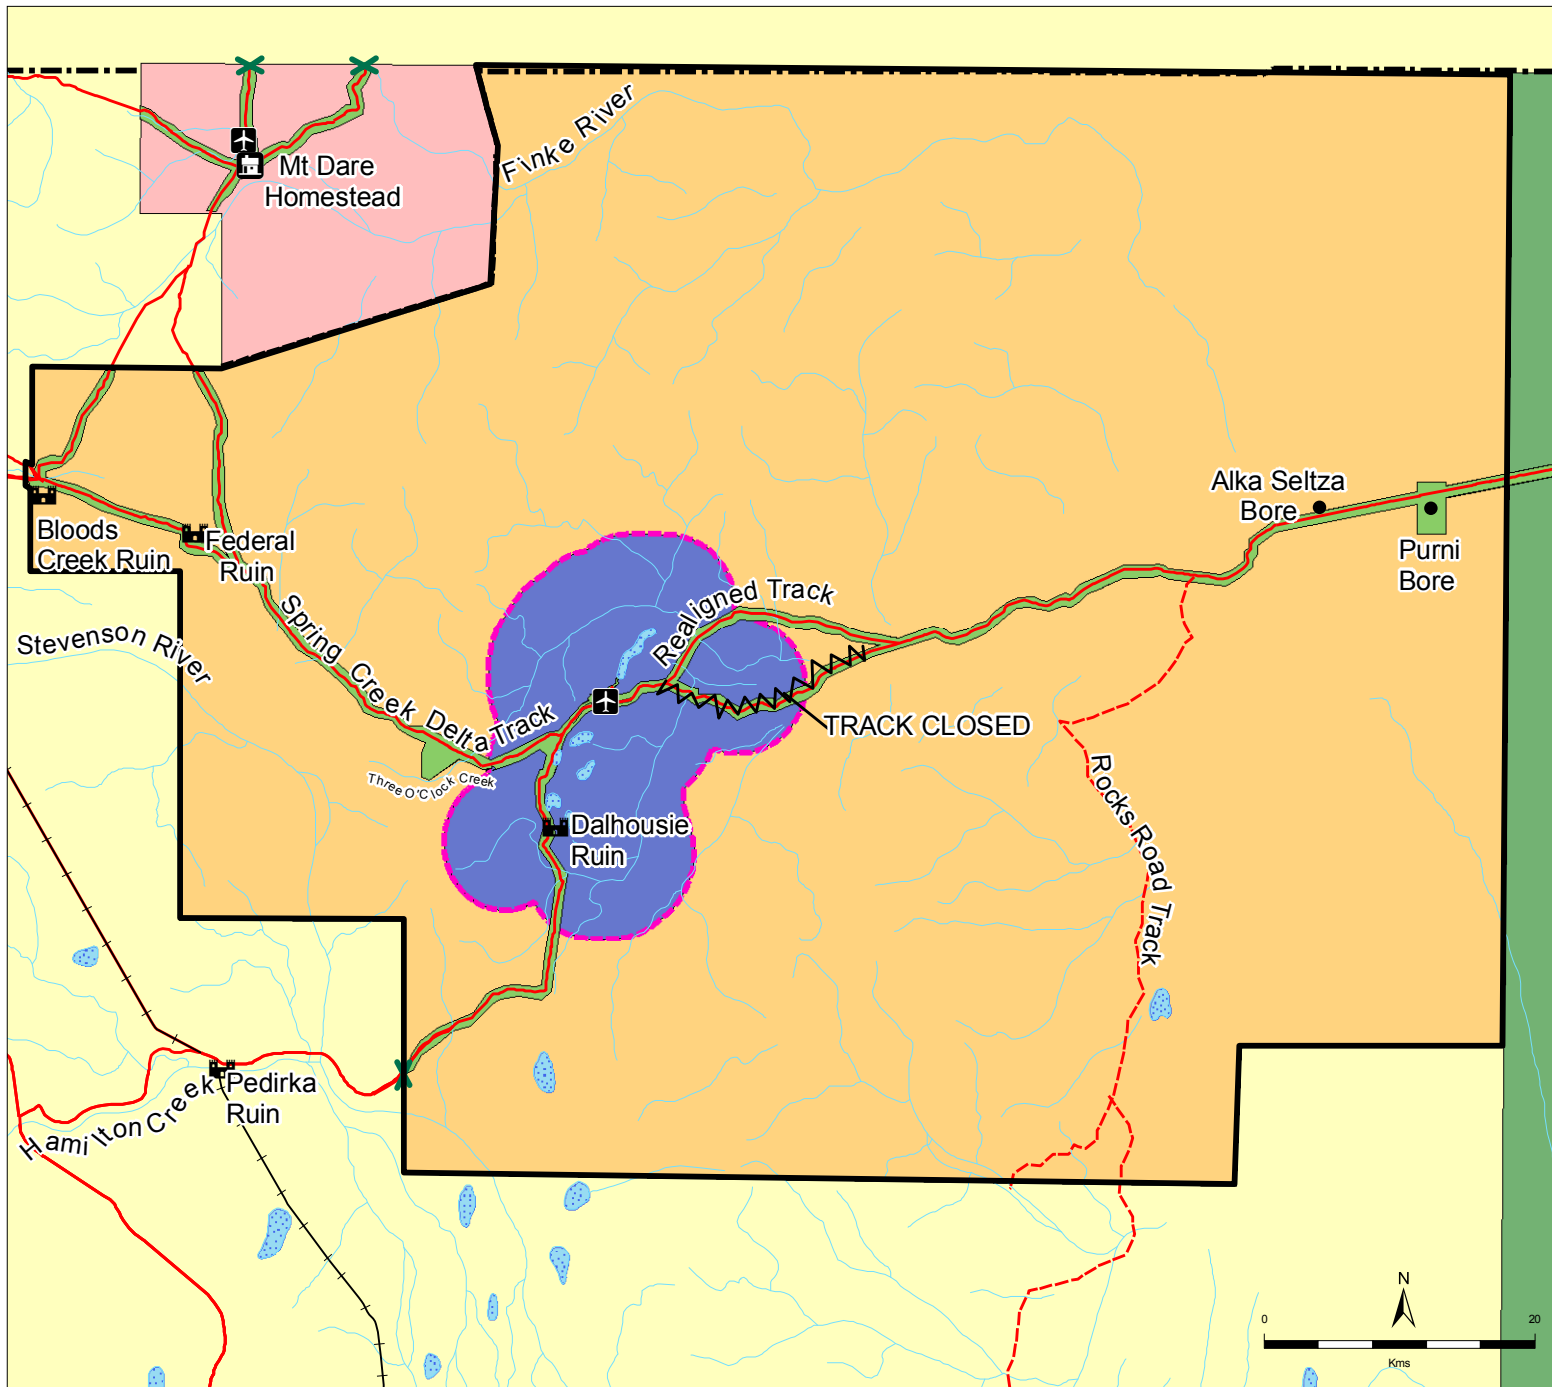 Finke River
Mt Dare
Homestead
Alka Seltza
Bore
Purni
Bore
Bloods
Creek Ruin
Federal
Ruin
Stevenson River
Spring Creek Delta Track
Realigned Track
TRACK CLOSED
Three O'Clock Creek
Rocks Road Track
Dalhousie
Ruin
Pedirka
Ruin
Hamilton Creek
N
0
20
Kms